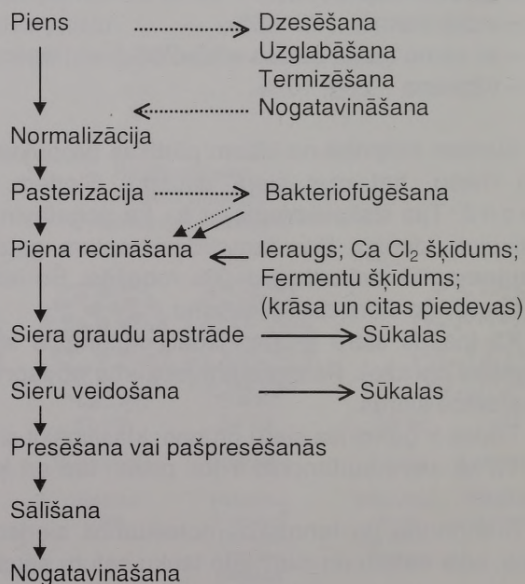 Piens
Dzesēšana
Uzglabāšana
Termizēšana
Nogatavināšana
Normalizācija
Pasterizācija
Bakteriofūgēšana
Piena recināšana
Ieraugs; Ca Cl₂ šķīdums;
Fermentu šķīdums;
(krāsa un citas piedevas)
Siera graudu apstrāde
Sūkalas
Sieru veidošana
Sūkalas
Presēšana vai pašpresēšanās
Sālīšana
Nogatavināšana